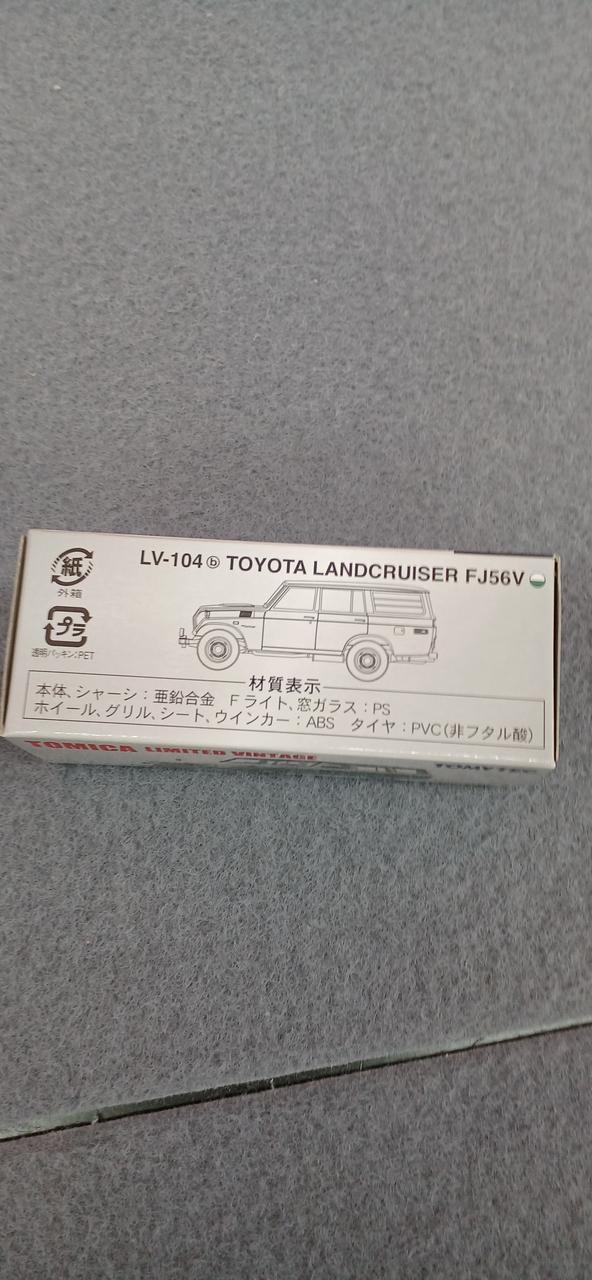 LV-104ⓑ TOYOTA LANDCRUISER FJ56V
紙
外箱
プラ
透明パッキン:PET
材質表示
本体、シャーシ:亜鉛合金 Fライト、窓ガラス:PS
ホイール、グリル、シート、ウインカー:ABS タイヤ:PVC(非フタル酸)
TOMICA LIMITED VINTAGE
TOMYTEC